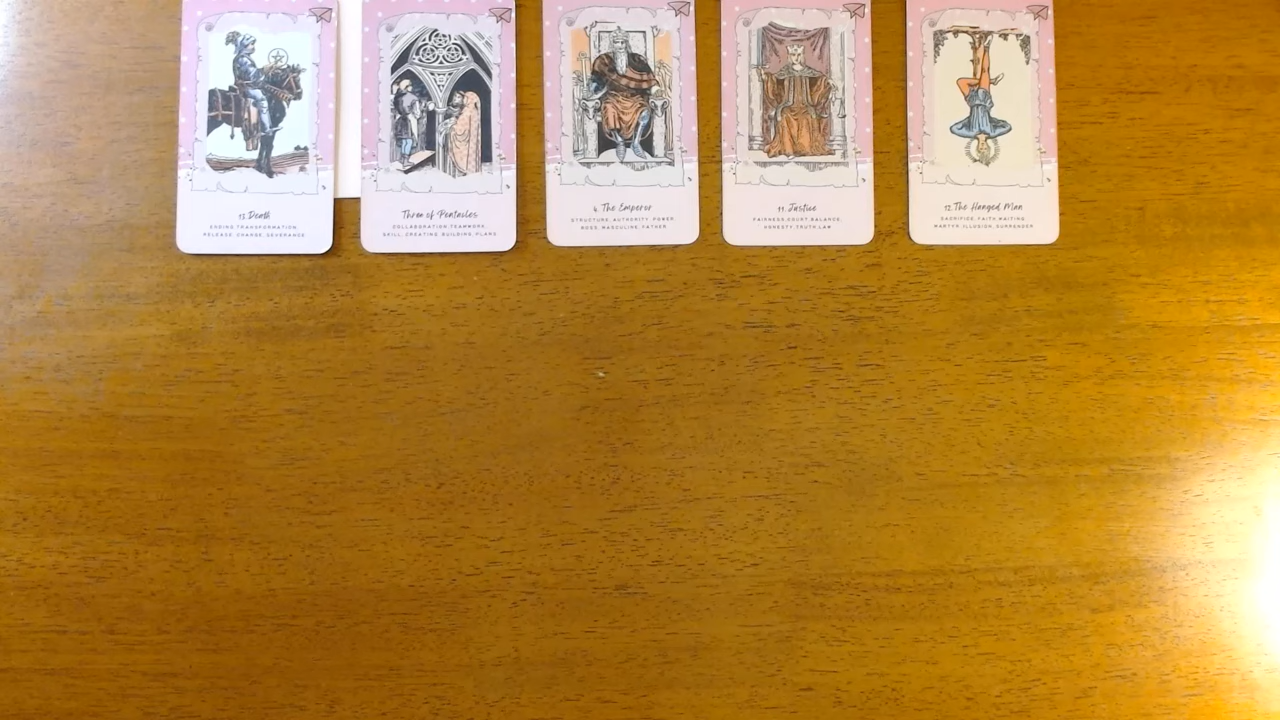 13. Death
ENDING, TRANSFORMATION,
RELEASE, CHANGE, SEVERANCE
Three of Pentacles
COLLABORATION, TEAMWORK,
SKILL, CREATING, BUILDING, PLANS
4. The Emperor
STRUCTURE, AUTHORITY, POWER,
BOSS, MASCULINE, FATHER
11. Justice
FAIRNESS, COURT, BALANCE,
HONESTY, TRUTH, LAW
12. The Hanged Man
SACRIFICE, FAITH, WAITING
MARTYR, ILLUSION, SURRENDER